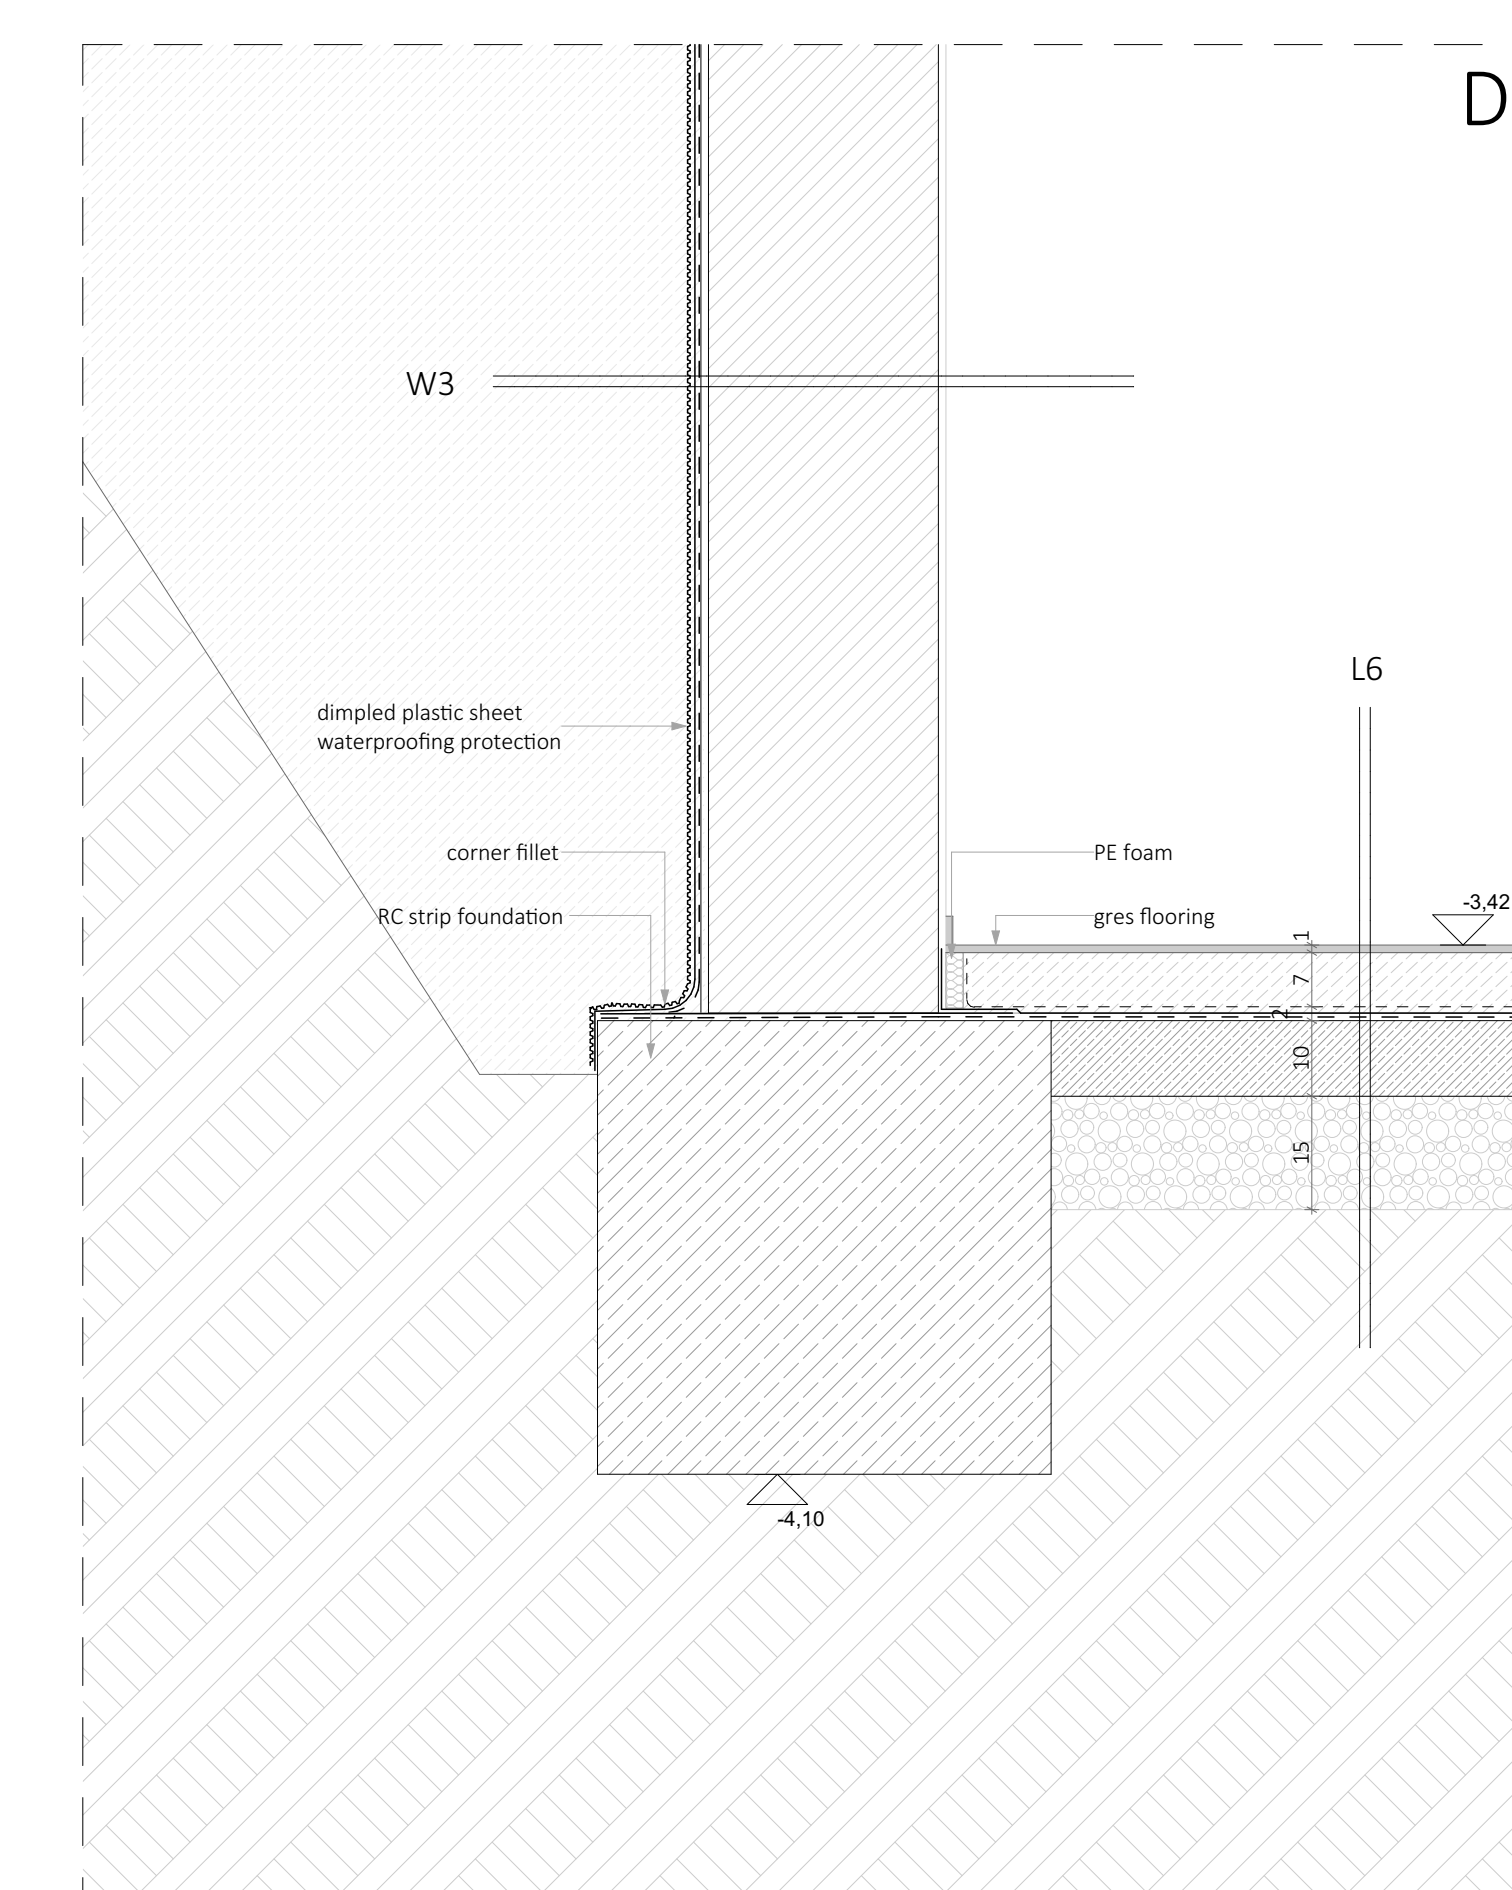 D
W3
L6
dimpled plastic sheet
waterproofing protection
corner fillet
PE foam
RC strip foundation
gres flooring
-3,42
1
7
2
10
15
-4,10